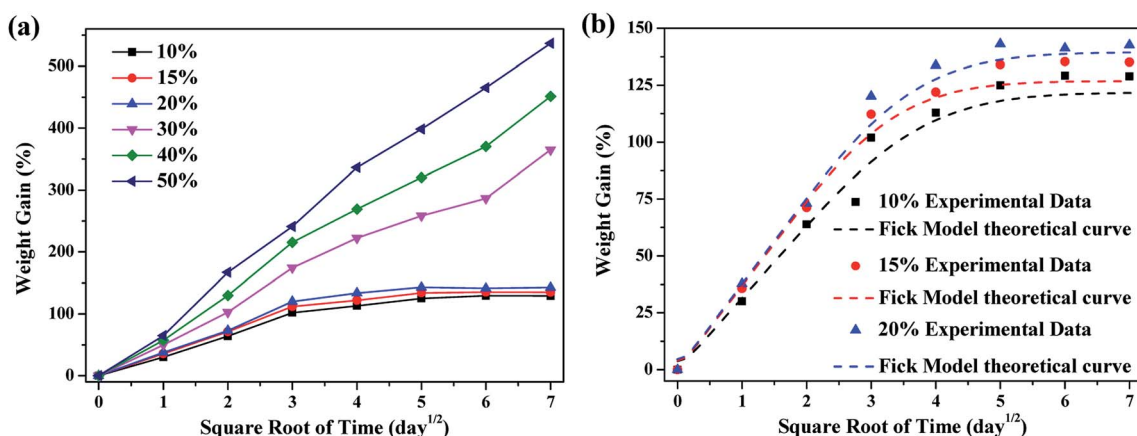 (a)
10%
15%
20%
30%
40%
50%
500
400
300
200
100
0
Weight Gain (%)
0 1 2 3 4 5 6 7
Square Root of Time (day1/2)
(b)
150
125
100
75
50
25
0
Weight Gain (%)
10% Experimental Data
Fick Model theoretical curve
15% Experimental Data
Fick Model theoretical curve
20% Experimental Data
Fick Model theoretical curve
0 1 2 3 4 5 6 7
Square Root of Time (day1/2)